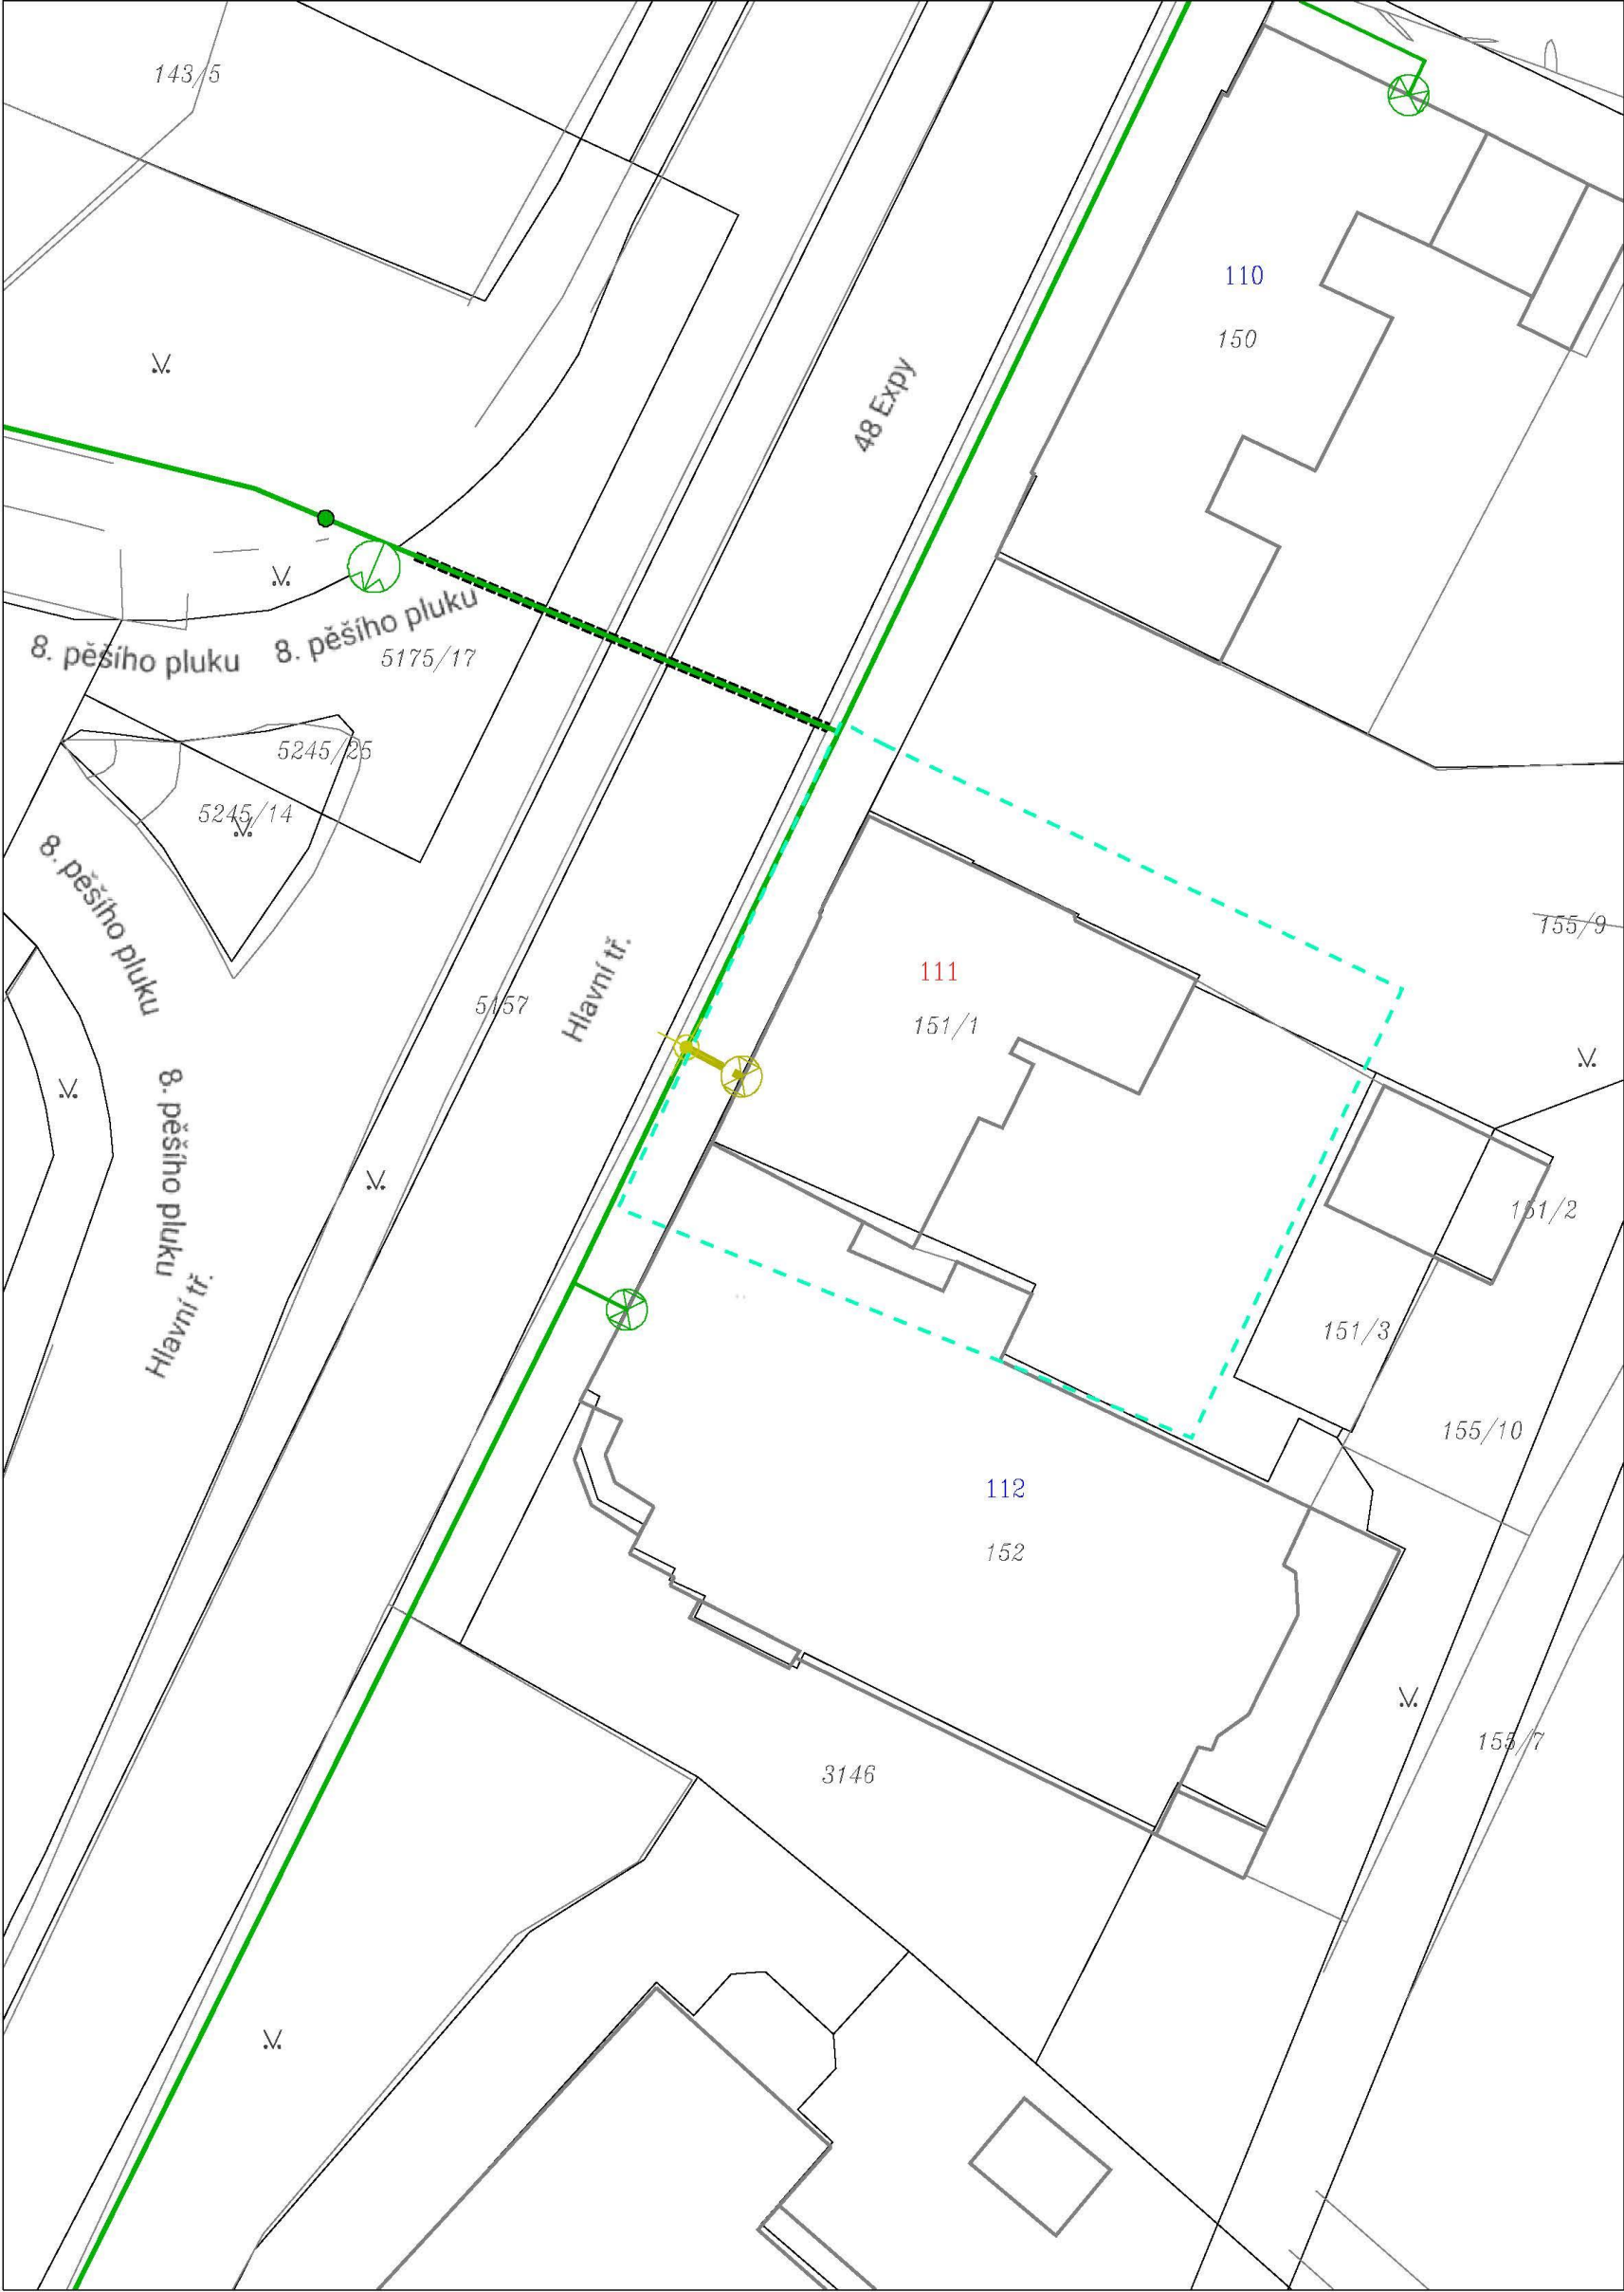 143/5
110
150
48 Expy
8. pěšího pluku
8. pěšího pluku
5175/17
5245/25
5245/14
8. pěšího pluku
155/9
111
151/1
5157
Hlavní tř.
8. pěšího pluku
151/2
Hlavní tř.
151/3
155/10
112
152
155/7
3146